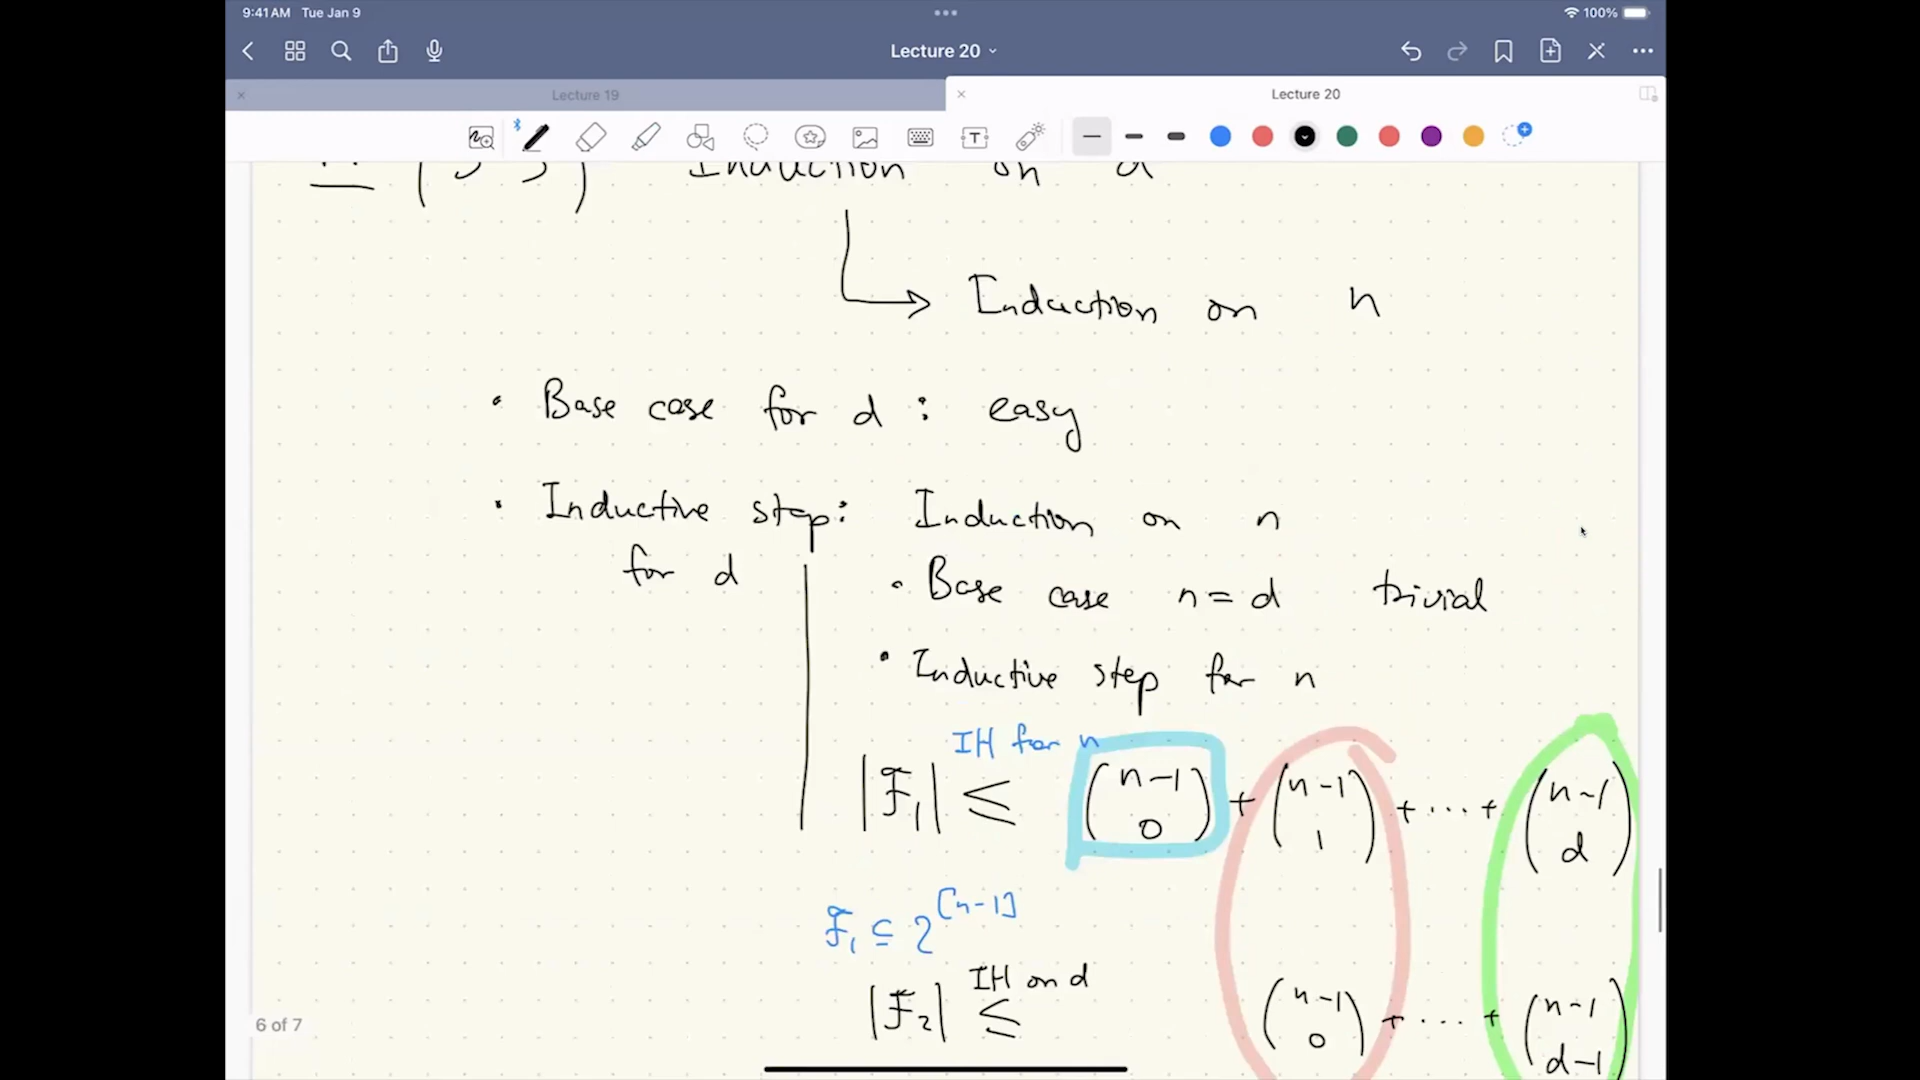 9:41 AM Tue Jan 9
100%
Lecture 20
Lecture 19
Lecture 20
T
Induction on d
Induction on n
• Base case for d : easy
• Inductive step: Induction on n
for d
• Base case n = d trivial
• Inductive step for n
IH for n
|ℱ₁| ≤ (n-1 0) + (n-1 1) + ... + (n-1 d)
ℱ₁ ⊆ 2^[n-1]
IH on d
|ℱ₂| ≤ (n-1 0) + ... + (n-1 d-1)
6 of 7